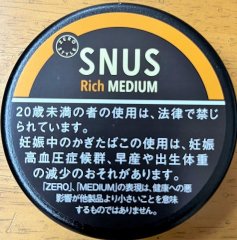 ZERO STYLE
SNUS
Rich MEDIUM
20歳未満の者の使用は、法律で禁じ
られています。
妊娠中のかぎたばこの使用は、妊娠
高血圧症候群、早産や出生体重
の減少のおそれがあります。
「ZERO」、「MEDIUM」の表現は、健康への悪
影響が他製品より小さいことを意味
するものではありません。